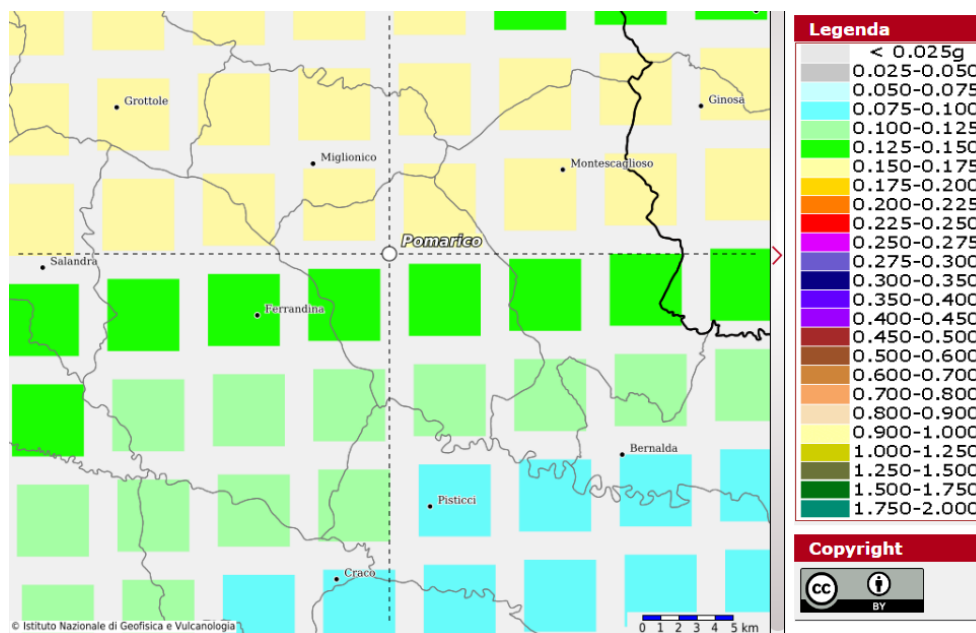 Grottole
Ginosa
Miglionico
Montescaglioso
Pomarico
Salandra
Ferrandina
Bernalda
Pisticci
Craco
© Istituto Nazionale di Geofisica e Vulcanologia
0 1 2 3 4 5 km
Legenda
< 0.025g
0.025-0.050
0.050-0.075
0.075-0.100
0.100-0.125
0.125-0.150
0.150-0.175
0.175-0.200
0.200-0.225
0.225-0.250
0.250-0.275
0.275-0.300
0.300-0.350
0.350-0.400
0.400-0.450
0.450-0.500
0.500-0.600
0.600-0.700
0.700-0.800
0.800-0.900
0.900-1.000
1.000-1.250
1.250-1.500
1.500-1.750
1.750-2.000
Copyright
cc
BY